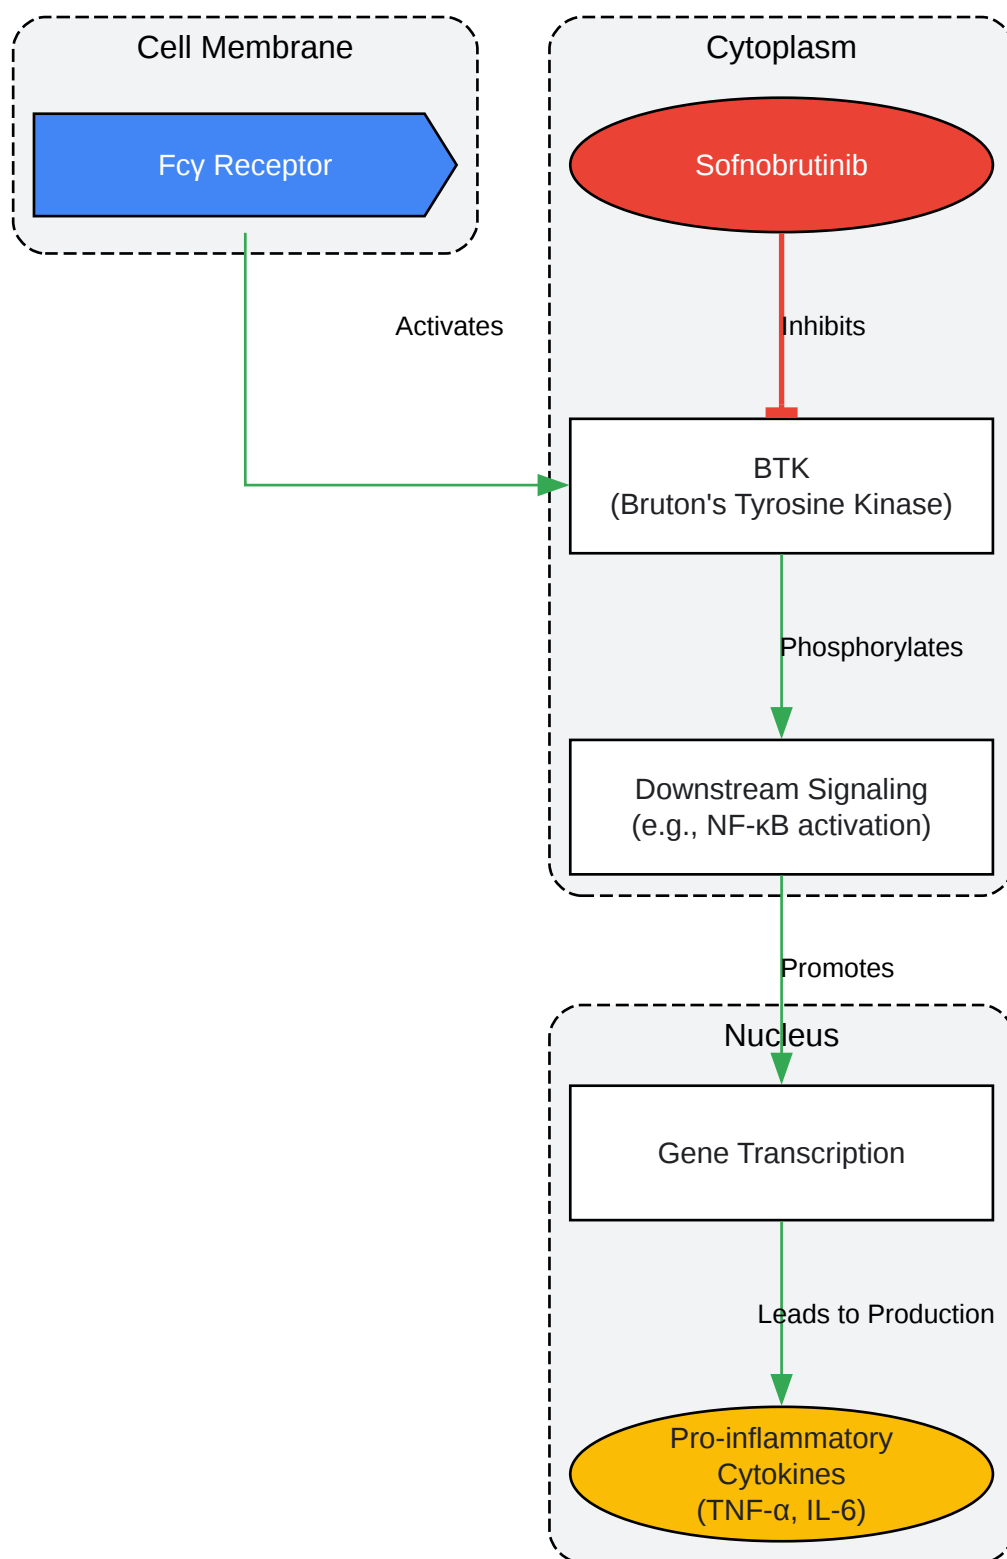 Cell Membrane
Fcγ Receptor
Activates
Cytoplasm
Sofnobrutinib
Inhibits
BTK
(Bruton's Tyrosine Kinase)
Phosphorylates
Downstream Signaling
(e.g., NF-κB activation)
Promotes
Nucleus
Gene Transcription
Leads to Production
Pro-inflammatory
Cytokines
(TNF-α, IL-6)